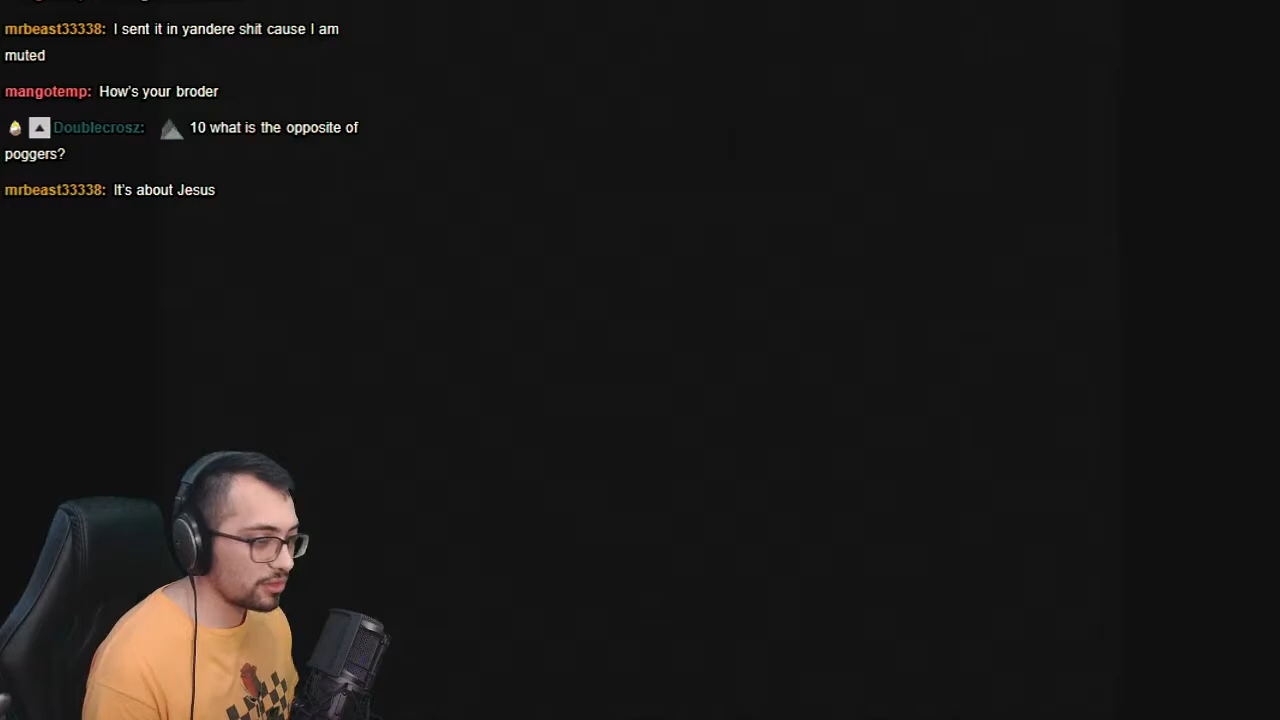 mrbeast33338: I sent it in yandere shit cause I am
muted
mangotemp: How's your broder
Doublecrosz: 10 what is the opposite of
poggers?
mrbeast33338: It's about Jesus